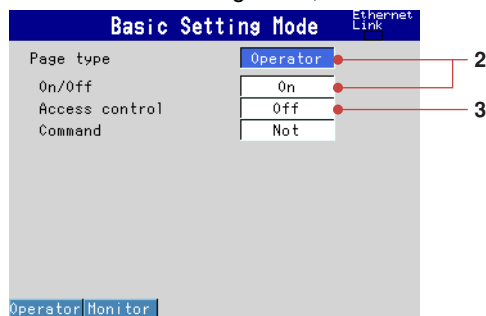 Basic Setting Mode
Ethernet
Link
Page type Operator 2
On/Off On
Access control Off 3
Command Not
Operator Monitor